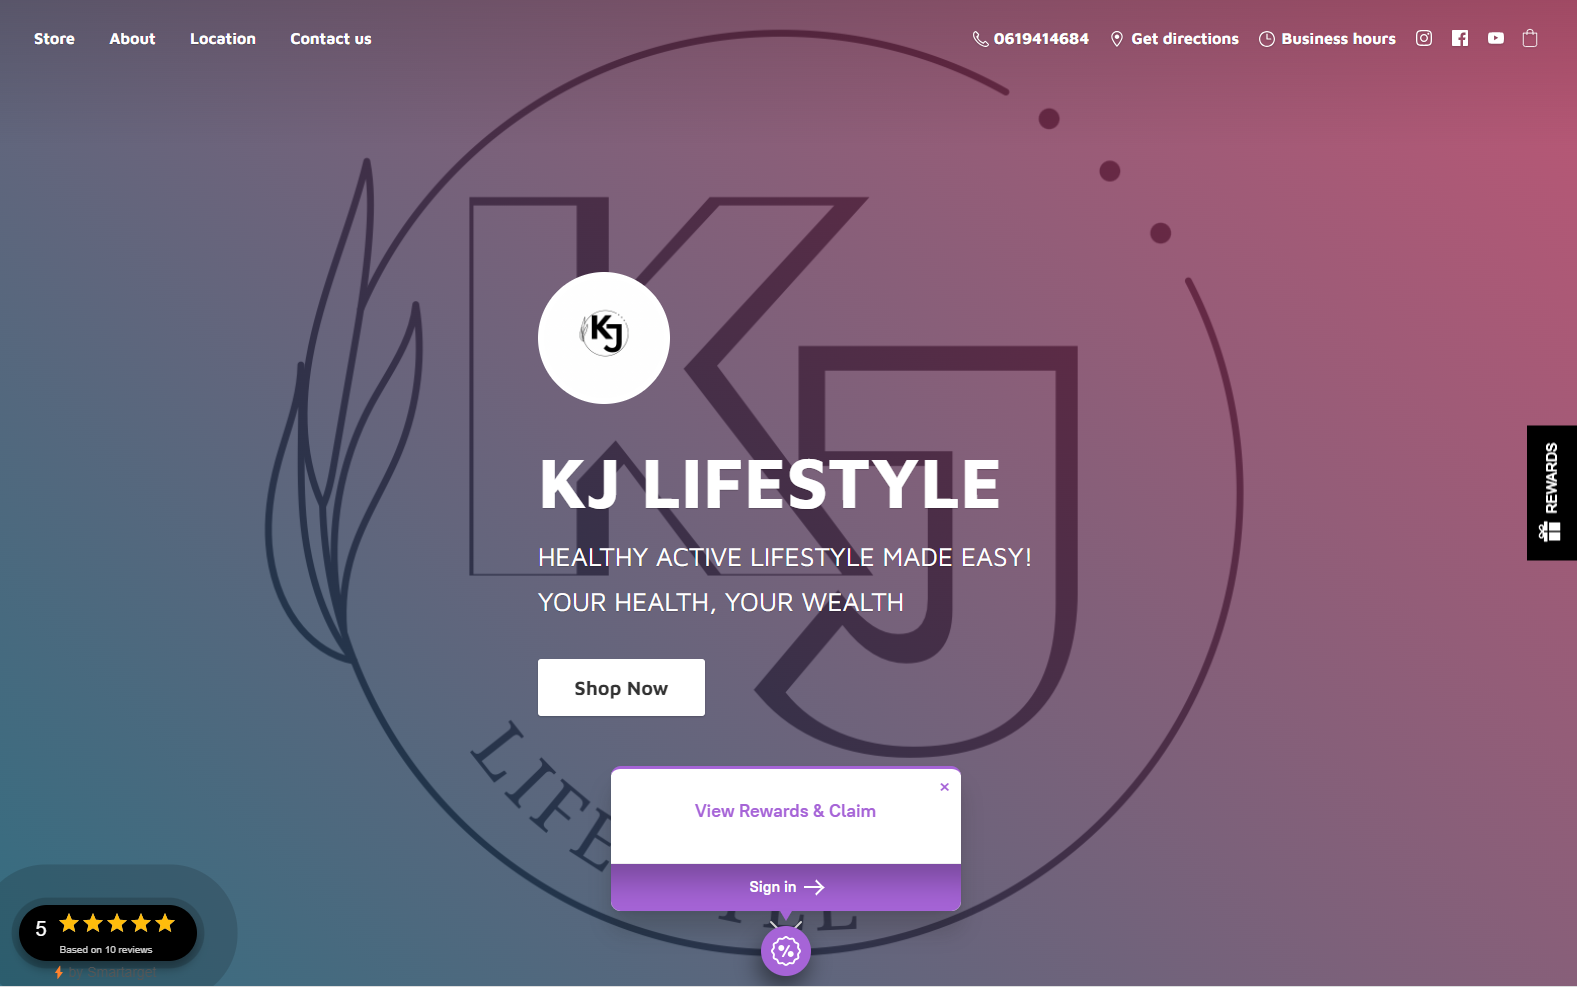 Store About Location Contact us 0619414684 Get directions Business hours
KJ
KJ
REWARDS
KJ LIFESTYLE
HEALTHY ACTIVE LIFESTYLE MADE EASY!
YOUR HEALTH, YOUR WEALTH
Shop Now
View Rewards & Claim
×
Sign in
5
Based on 10 reviews
by Smartarget